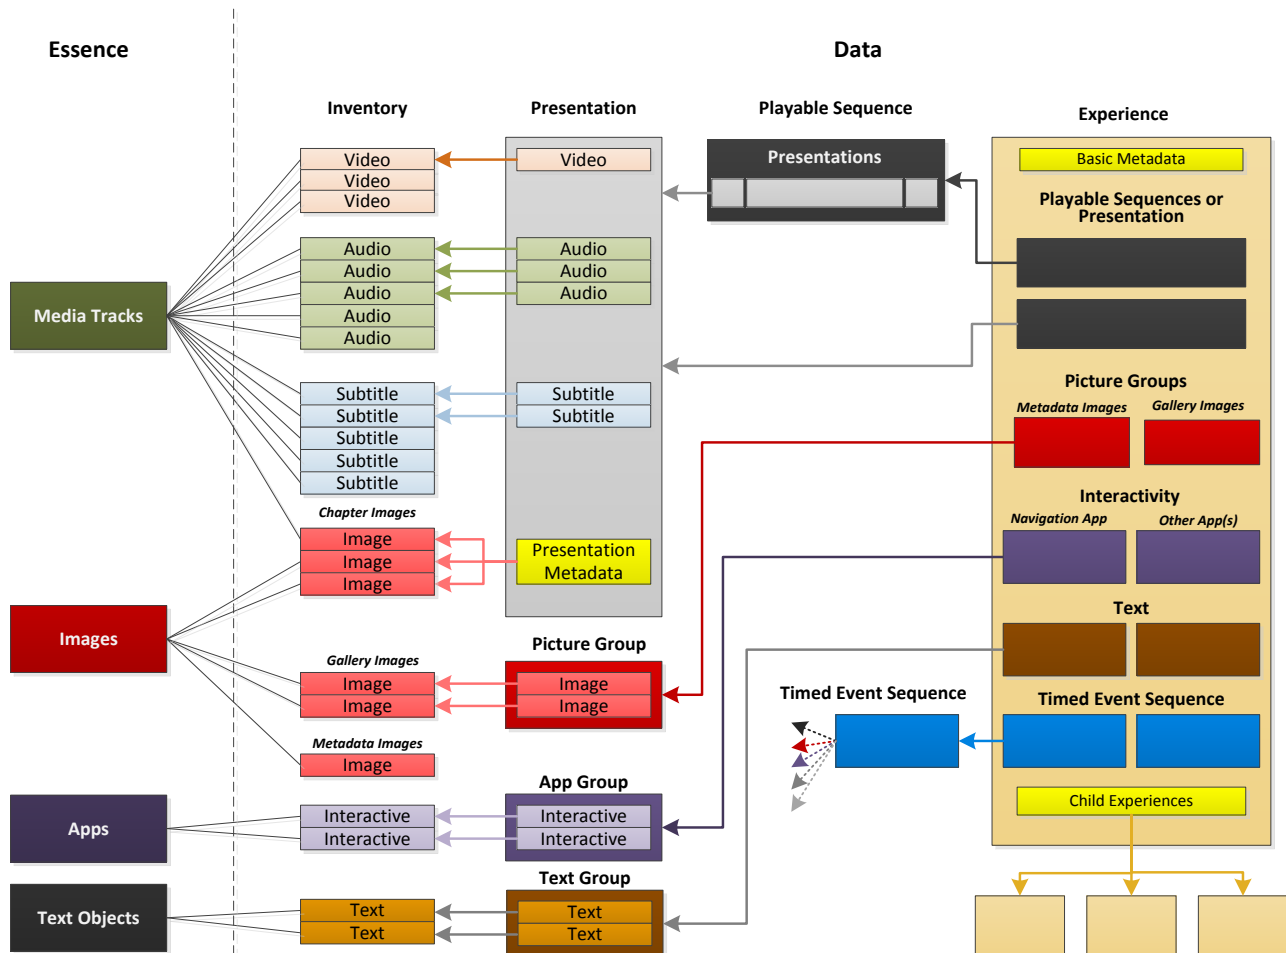 Essence
Data
Inventory
Presentation
Playable Sequence
Experience
Video
Video
Video
Video
Presentations
Basic Metadata
Playable Sequences or
Presentation
Audio
Audio
Audio
Audio
Audio
Audio
Audio
Audio
Media Tracks
Subtitle
Subtitle
Subtitle
Subtitle
Subtitle
Subtitle
Subtitle
Picture Groups
Metadata Images
Gallery Images
Interactivity
Navigation App
Other App(s)
Chapter Images
Image
Image
Image
Presentation
Metadata
Text
Images
Picture Group
Gallery Images
Image
Image
Image
Image
Timed Event Sequence
Timed Event Sequence
Metadata Images
Image
App Group
Child Experiences
Apps
Interactive
Interactive
Interactive
Interactive
Text Group
Text Objects
Text
Text
Text
Text